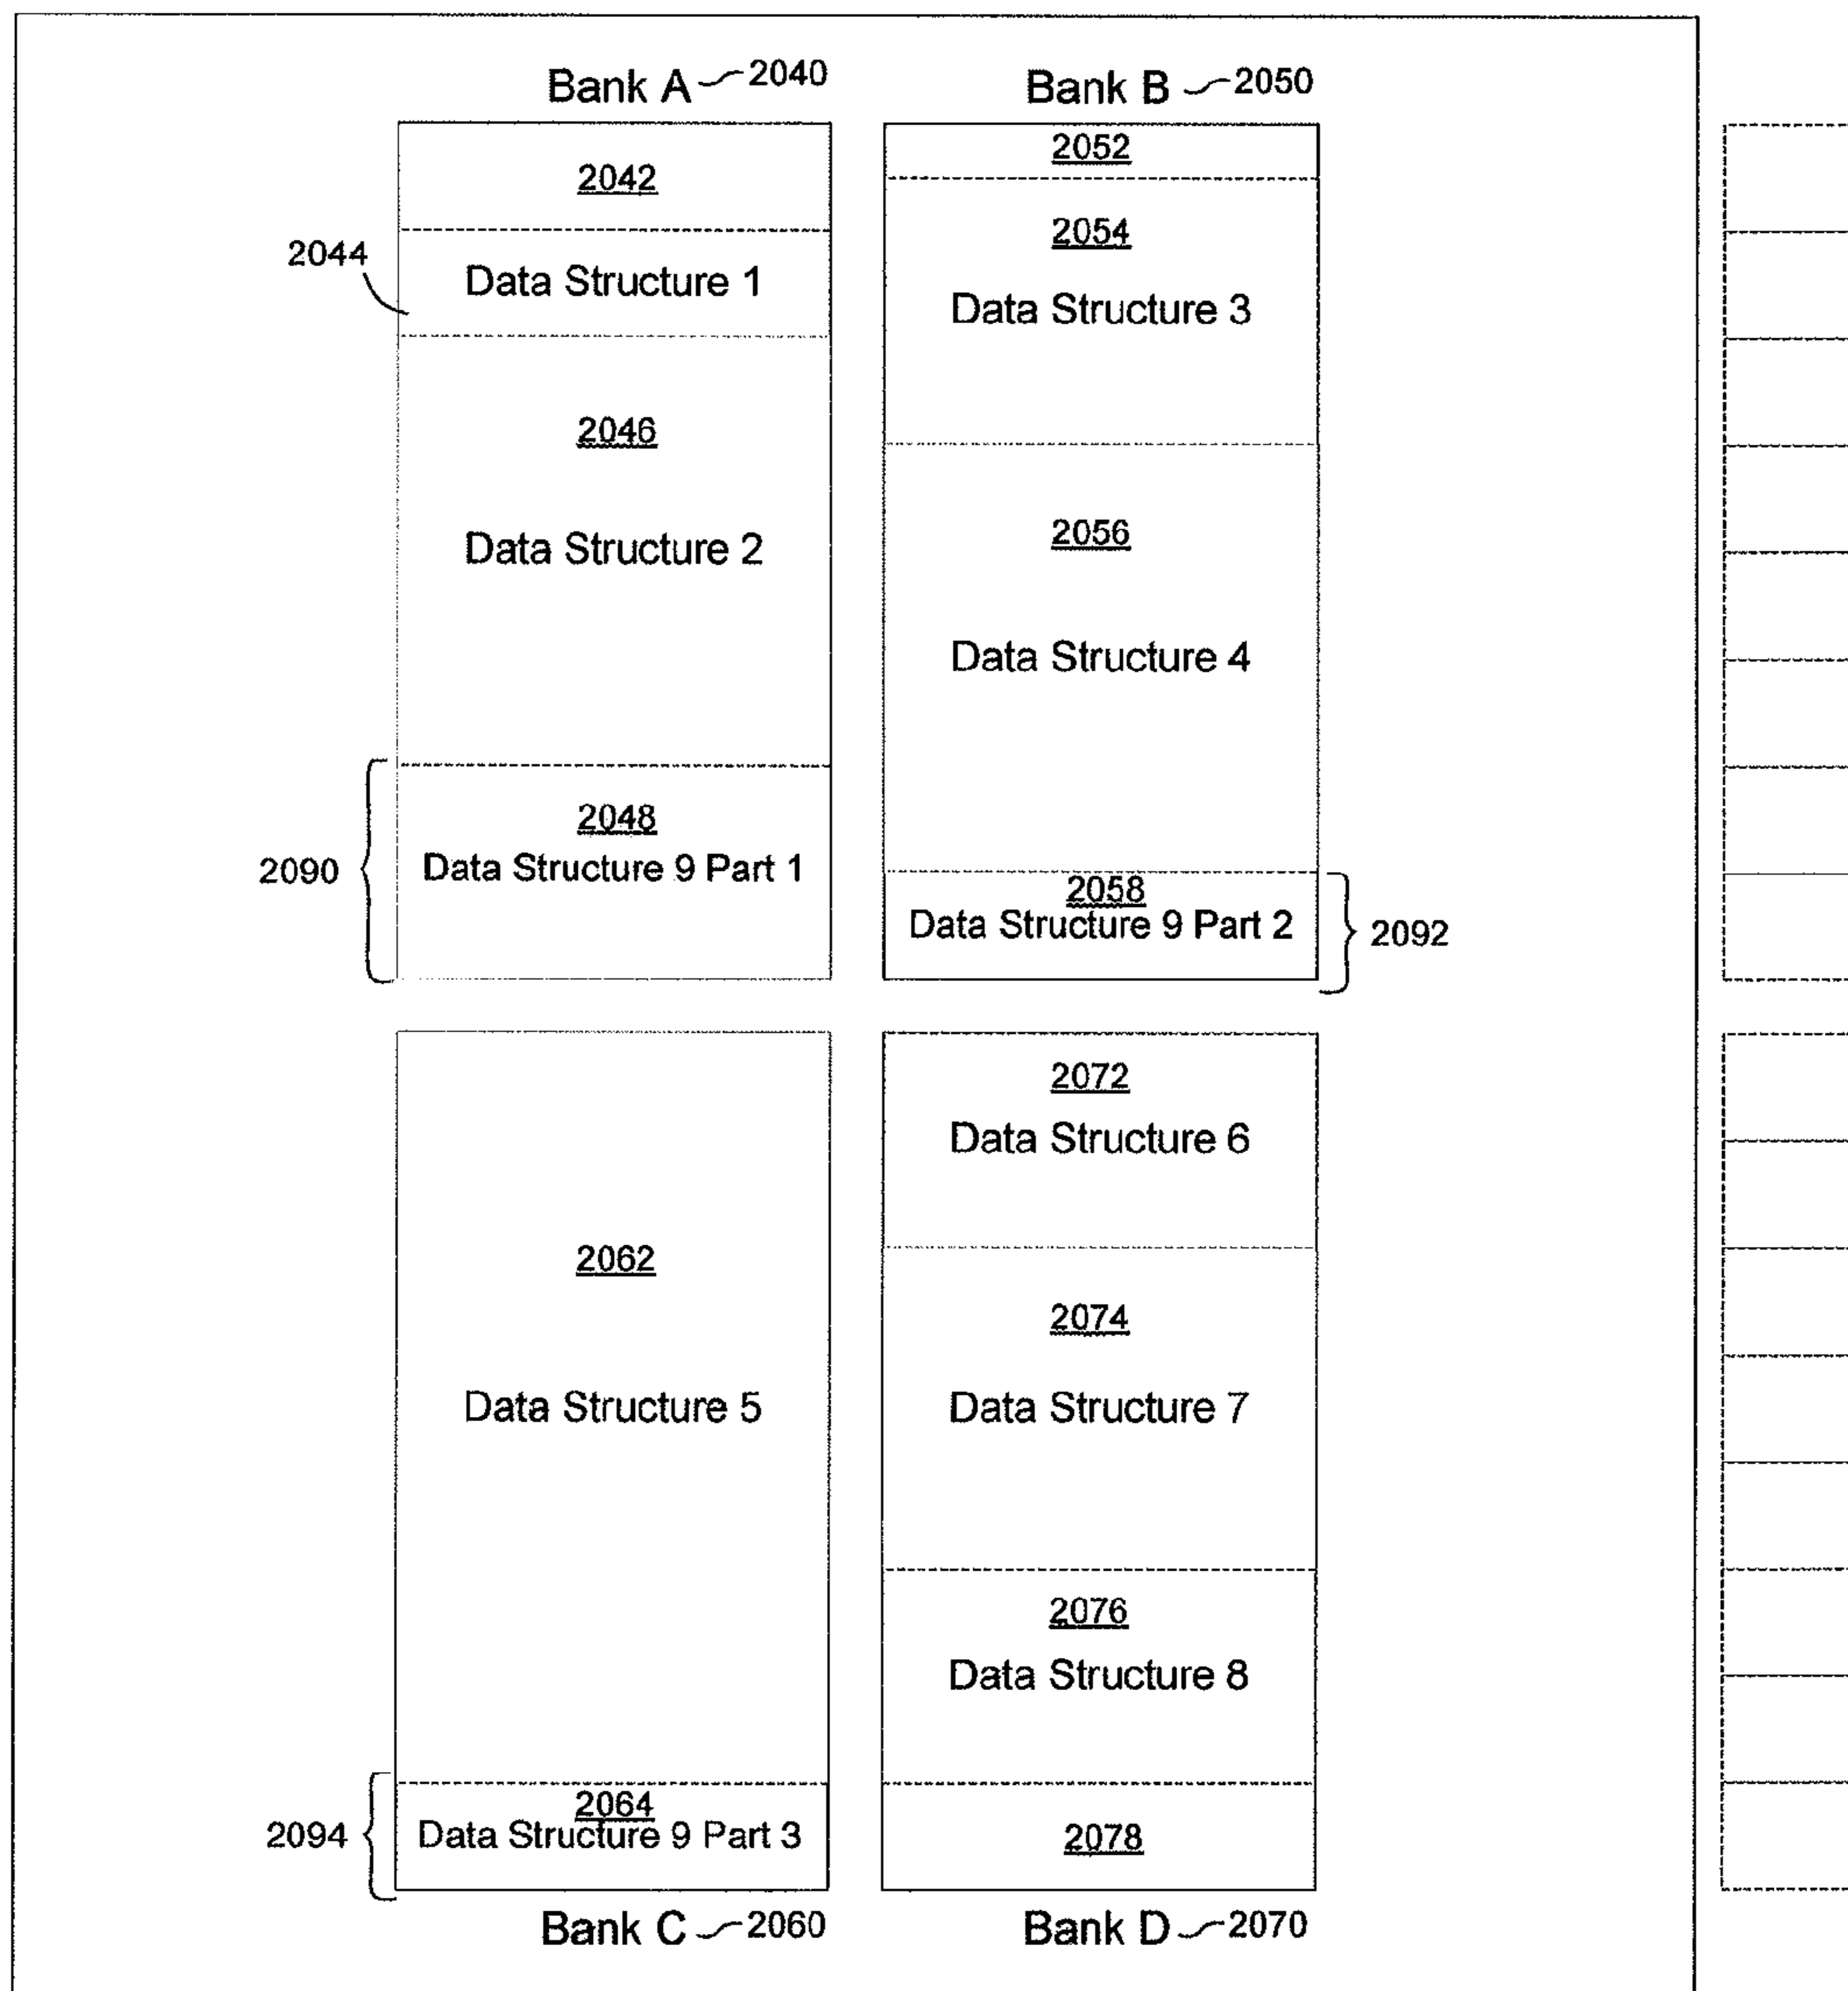 Bank A 2040
2042
2044
Data Structure 1
2046
Data Structure 2
2048
2090
Data Structure 9 Part 1
Bank B 2050
2052
2054
Data Structure 3
2056
Data Structure 4
2058
Data Structure 9 Part 2
2092
2062
Data Structure 5
2064
2094
Data Structure 9 Part 3
Bank C 2060
2072
Data Structure 6
2074
Data Structure 7
2076
Data Structure 8
2078
Bank D 2070